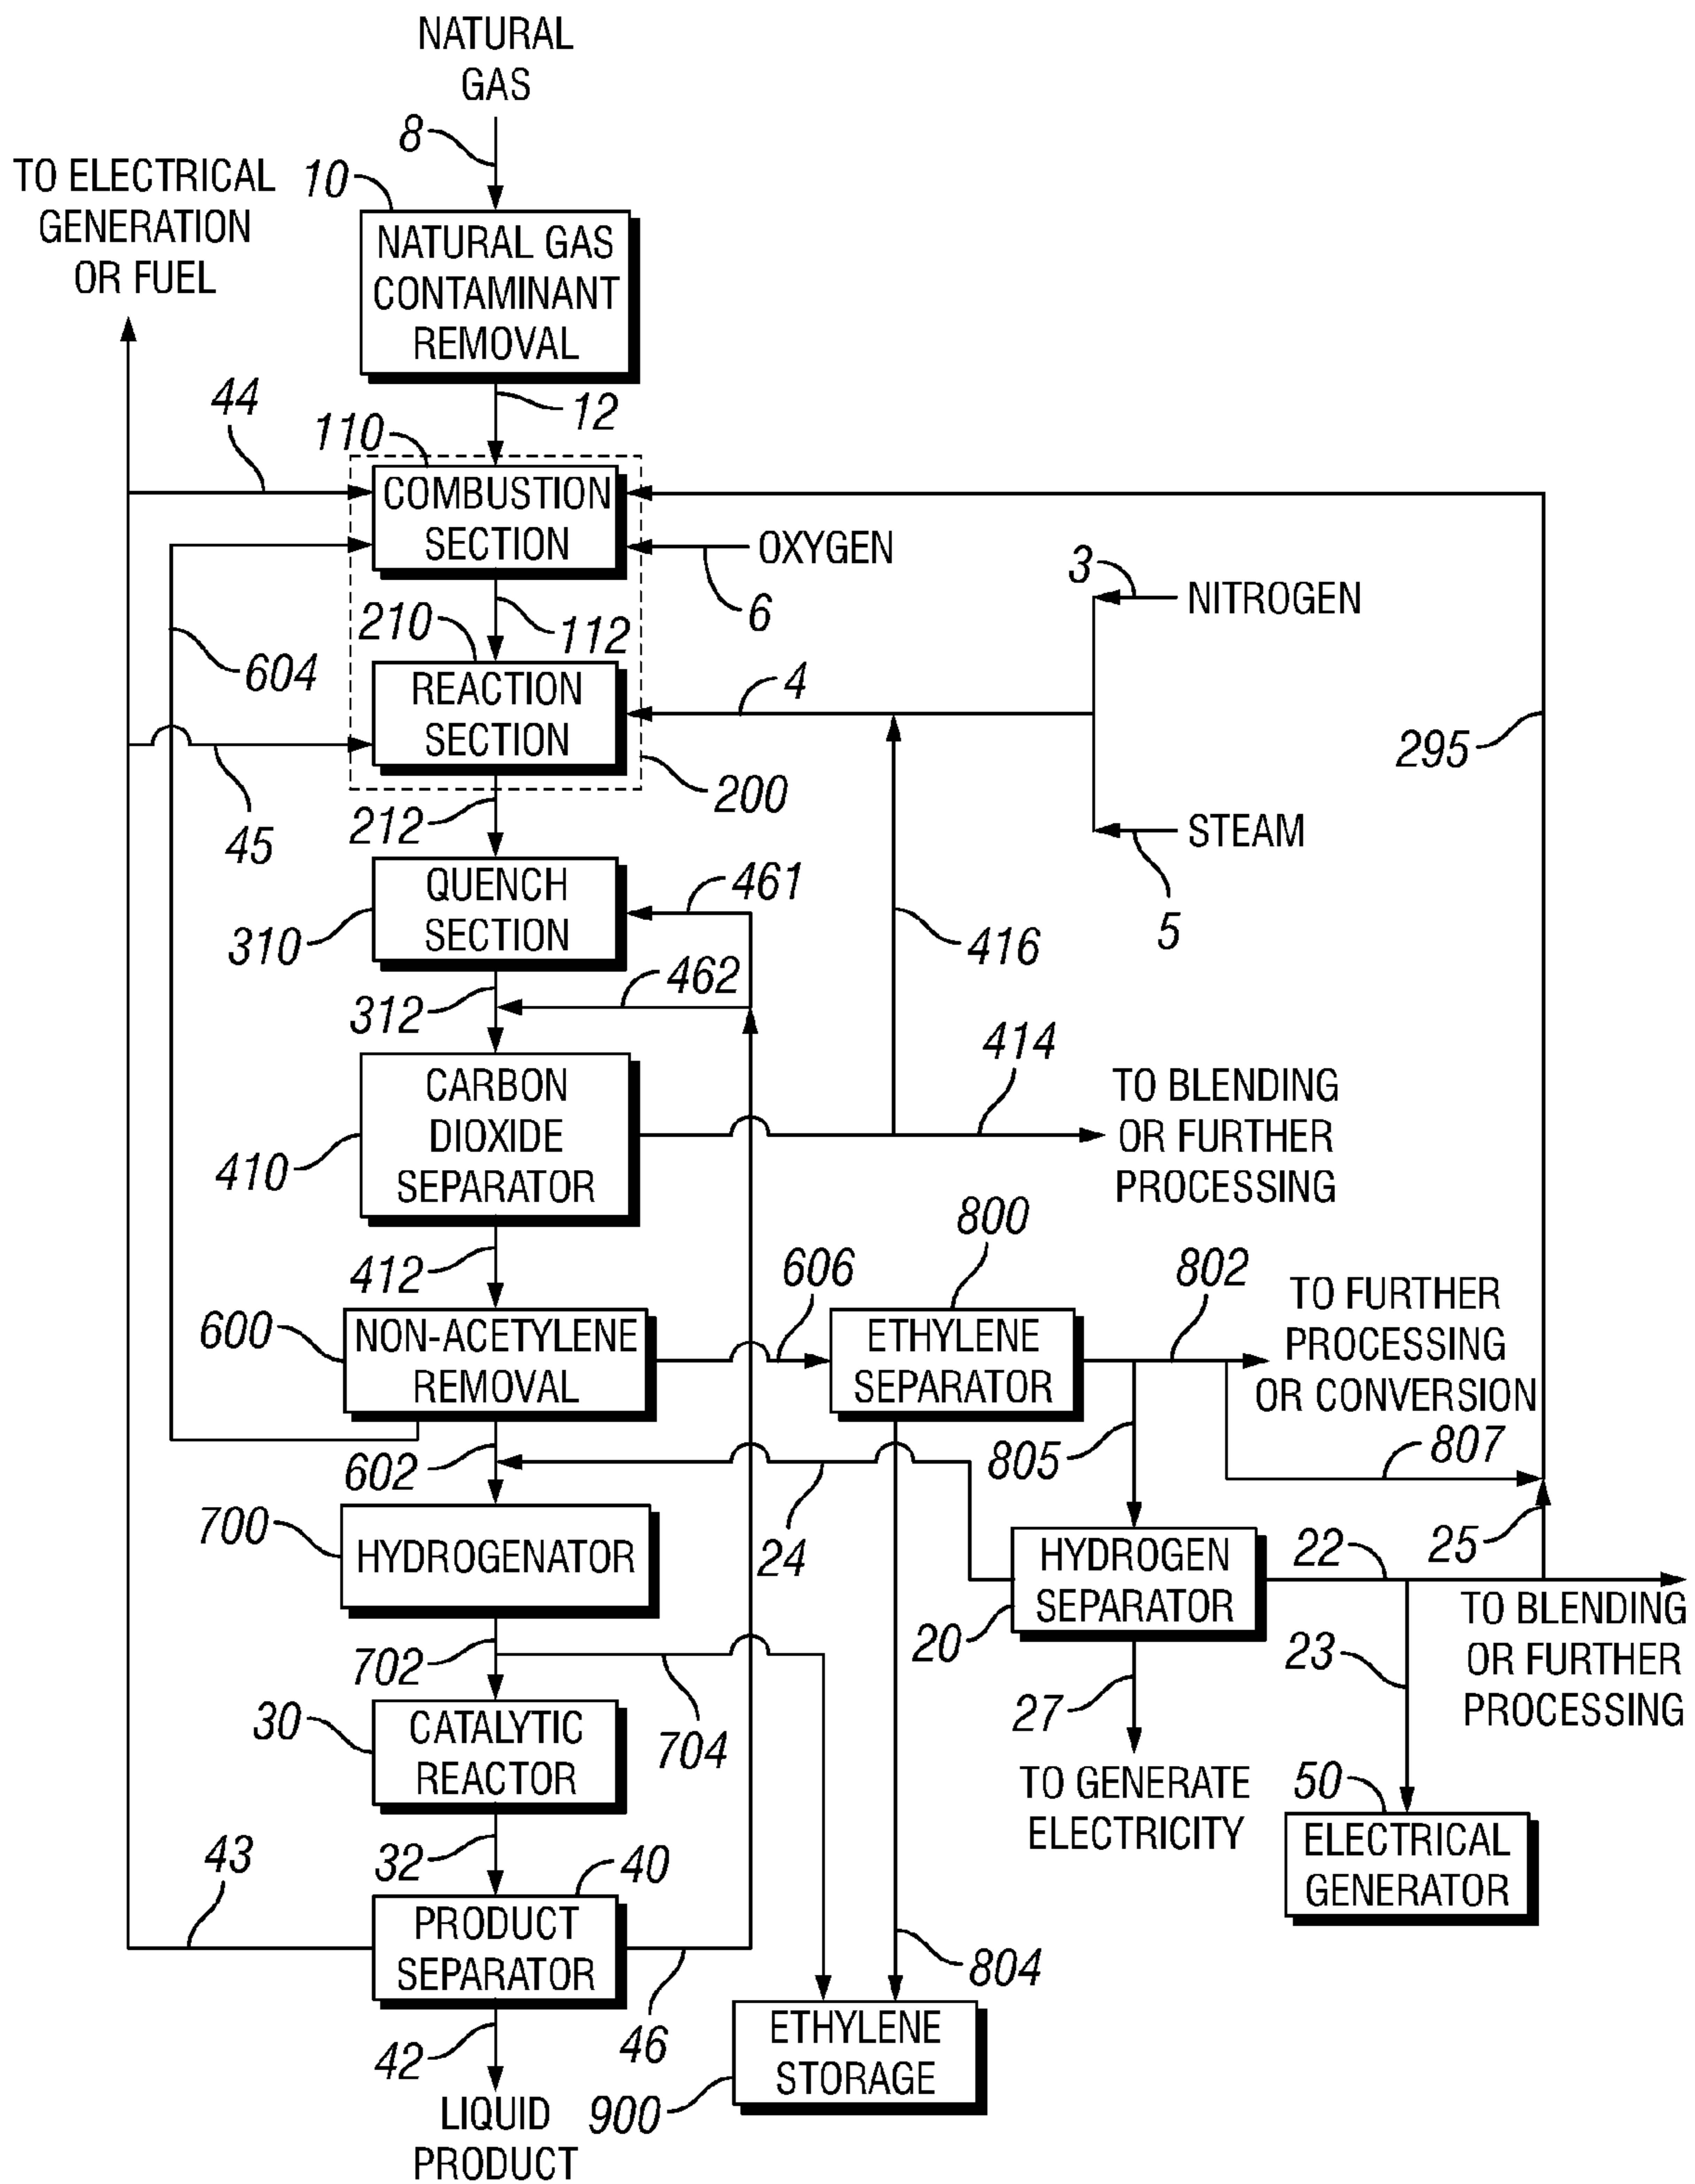 NATURAL
GAS
8
TO ELECTRICAL
GENERATION
OR FUEL
10
NATURAL GAS
CONTAMINANT
REMOVAL
12
44
110
COMBUSTION
SECTION
OXYGEN
6
3
NITROGEN
112
210
604
REACTION
SECTION
4
295
200
212
45
STEAM
5
QUENCH
SECTION
461
310
416
462
312
414
CARBON
DIOXIDE
SEPARATOR
410
TO BLENDING
OR FURTHER
PROCESSING
800
412
606
802
600
NON-ACETYLENE
REMOVAL
ETHYLENE
SEPARATOR
TO FURTHER
PROCESSING
OR CONVERSION
602
805
807
24
700
HYDROGENATOR
HYDROGEN
SEPARATOR
20
22
25
TO BLENDING
OR FURTHER
PROCESSING
23
702
704
27
TO GENERATE
ELECTRICITY
30
CATALYTIC
REACTOR
50
ELECTRICAL
GENERATOR
32
40
43
PRODUCT
SEPARATOR
46
804
42
ETHYLENE
STORAGE
900
LIQUID
PRODUCT